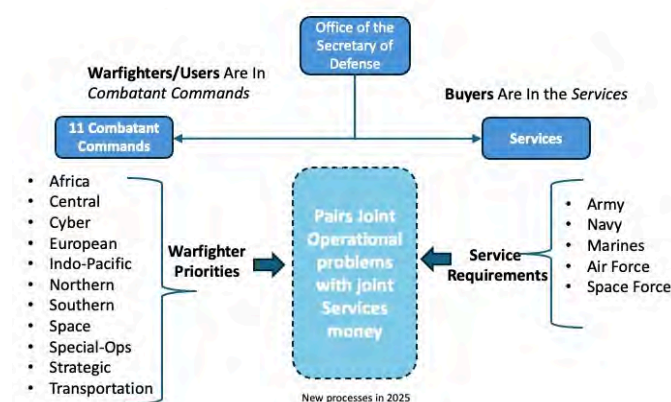 Office of the
Secretary of
Defense
Warfighters/Users Are In
Combatant Commands
Buyers Are In the Services
11 Combatant
Commands
Services
• Africa
• Central
• Cyber
• European
• Indo-Pacific
• Northern
• Southern
• Space
• Special-Ops
• Strategic
• Transportation
Warfighter
Priorities
Pairs Joint
Operational
problems
with joint
Services
money
Service
Requirements
• Army
• Navy
• Marines
• Air Force
• Space Force
New processes in 2025